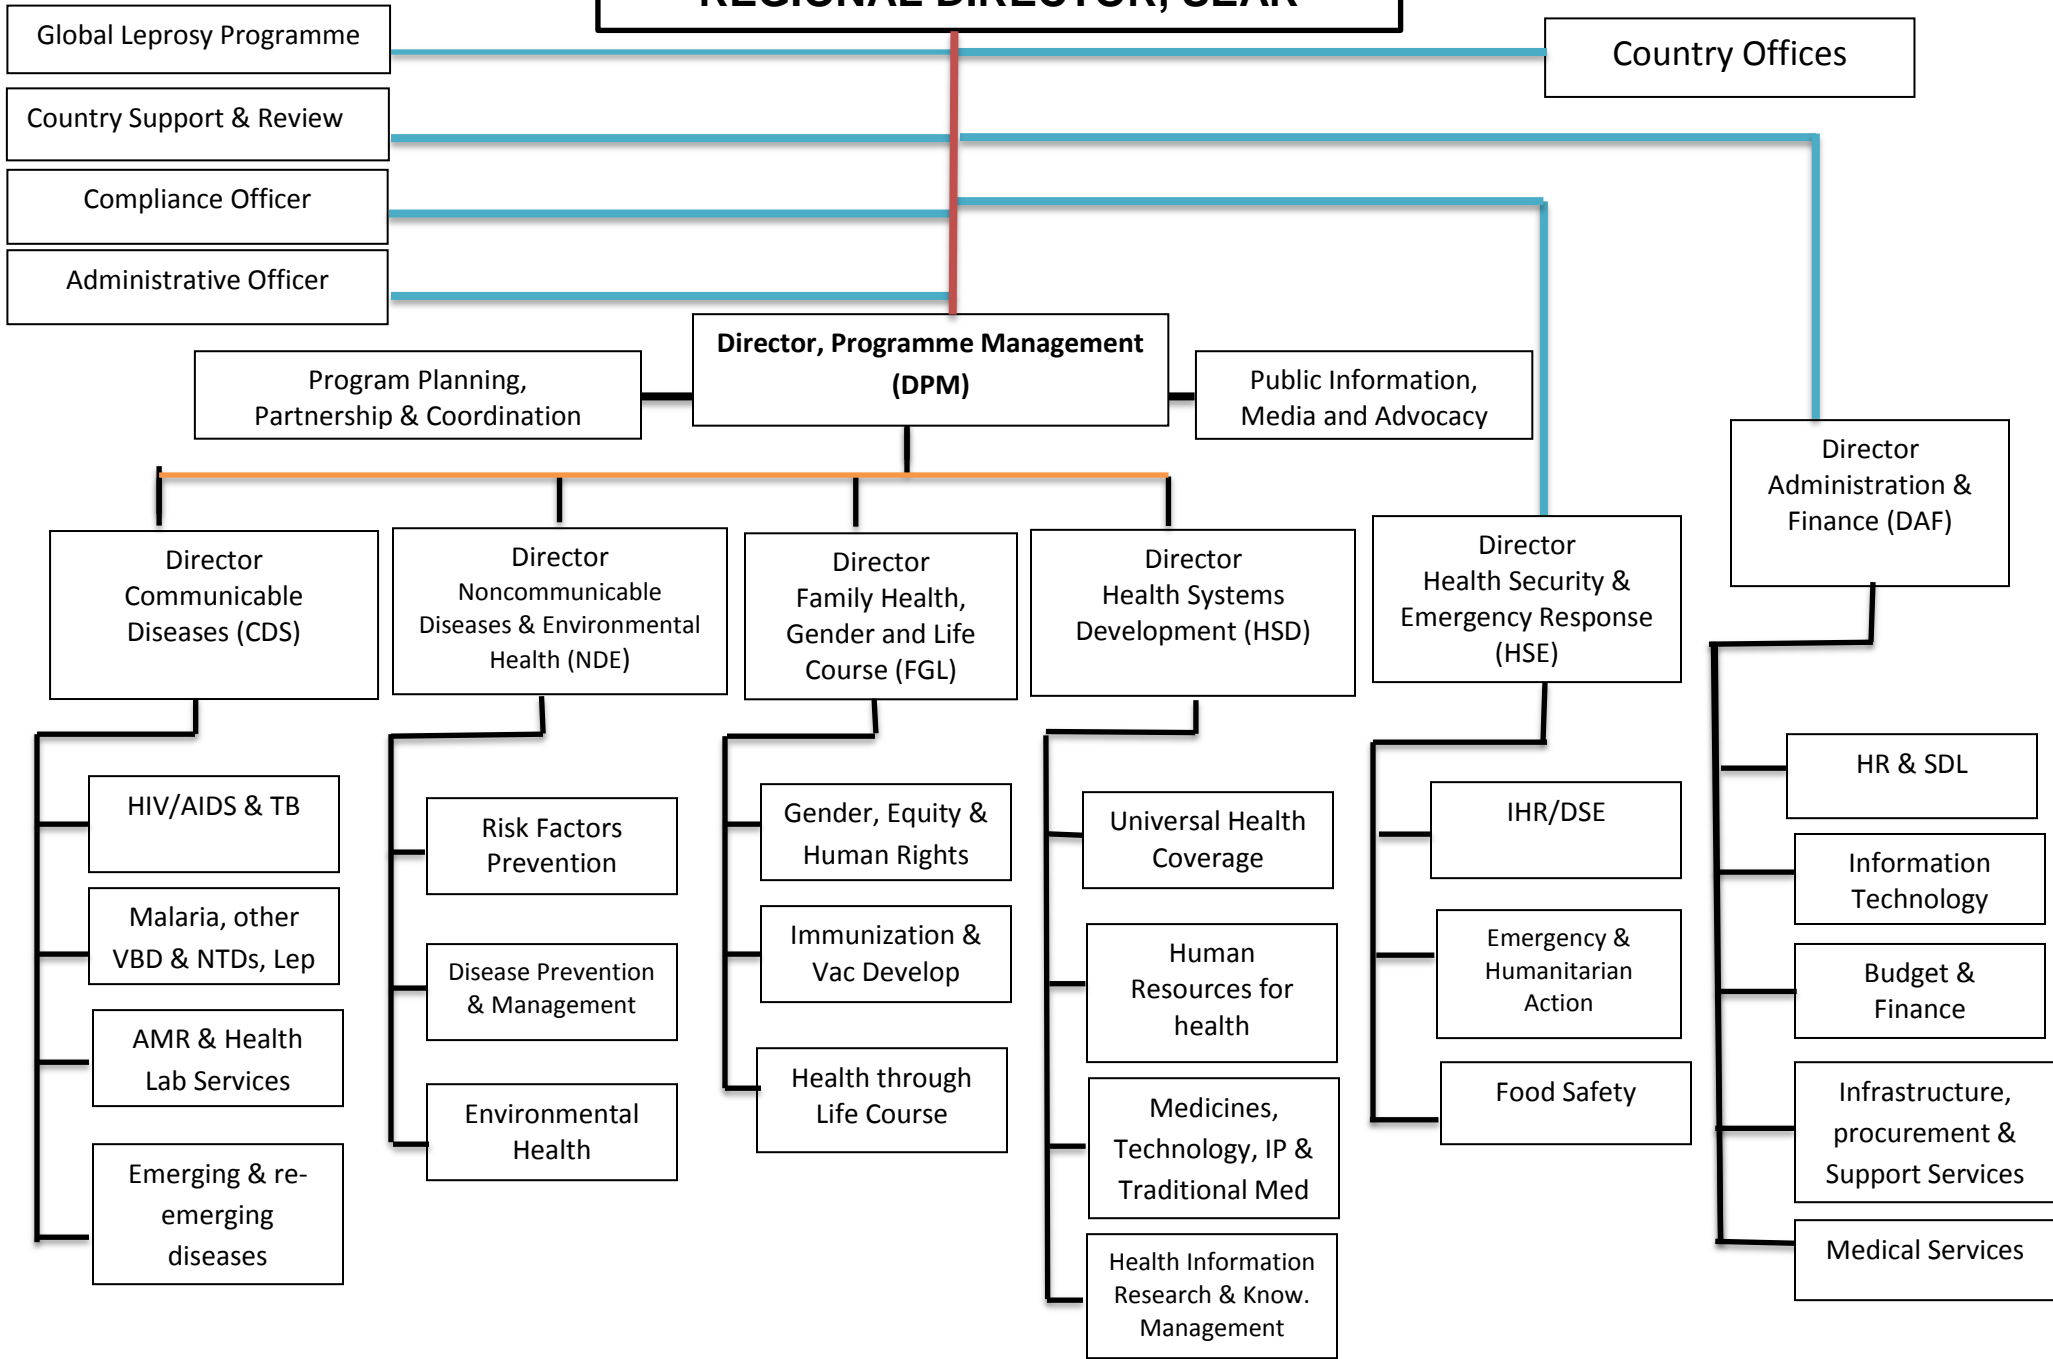 REGIONAL DIRECTOR, SEAR
Global Leprosy Programme
Country Offices
Country Support & Review
Compliance Officer
Administrative Officer
Director, Programme Management
(DPM)
Program Planning,
Partnership & Coordination
Public Information,
Media and Advocacy
Director
Administration &
Finance (DAF)
Director
Communicable
Diseases (CDS)
Director
Noncommunicable
Diseases & Environmental
Health (NDE)
Director
Family Health,
Gender and Life
Course (FGL)
Director
Health Systems
Development (HSD)
Director
Health Security &
Emergency Response
(HSE)
HIV/AIDS & TB
Malaria, other
VBD & NTDs, Lep
AMR & Health
Lab Services
Emerging & re-
emerging
diseases
Risk Factors
Prevention
Disease Prevention
& Management
Environmental
Health
Gender, Equity &
Human Rights
Immunization &
Vac Develop
Health through
Life Course
Universal Health
Coverage
Human
Resources for
health
Medicines,
Technology, IP &
Traditional Med
Health Information
Research & Know.
Management
IHR/DSE
Emergency &
Humanitarian
Action
Food Safety
HR & SDL
Information
Technology
Budget &
Finance
Infrastructure,
procurement &
Support Services
Medical Services